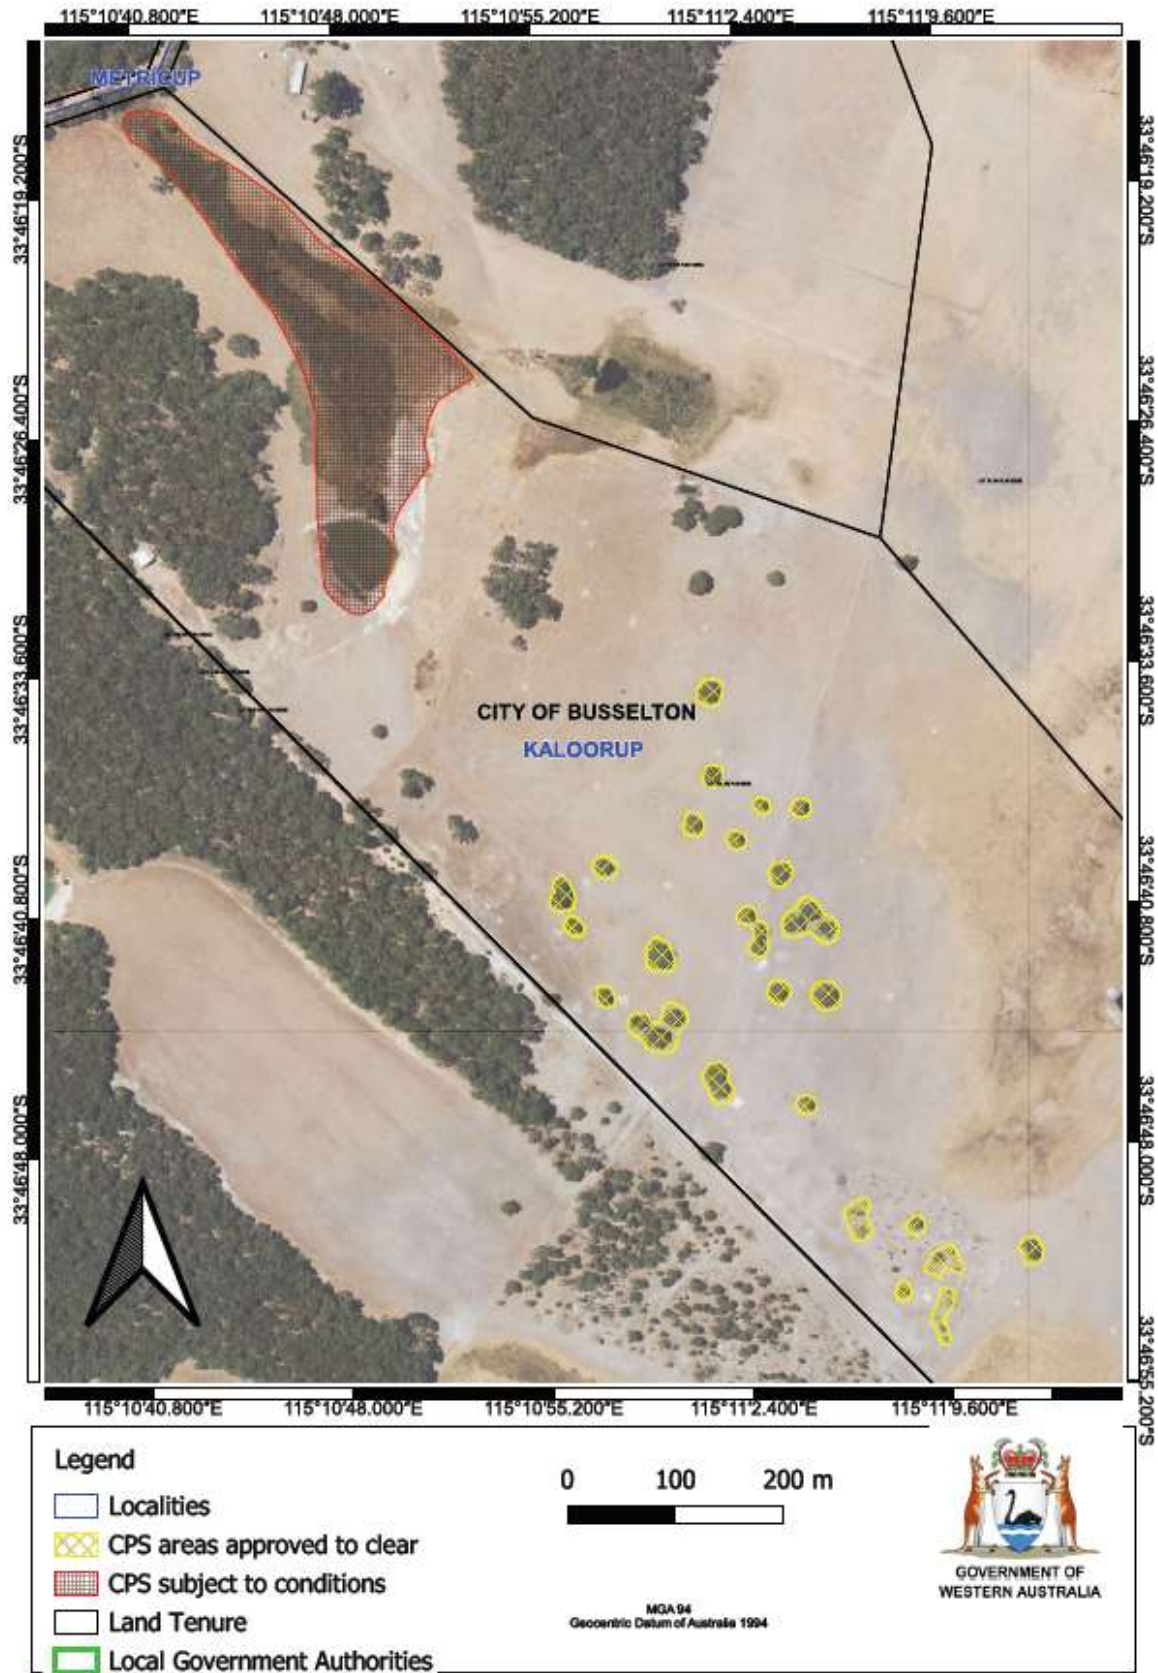 115°10'40.800"E 115°10'48.000"E 115°10'55.200"E 115°11'2.400"E 115°11'9.600"E
METRICUP
33°46'19.200"S
33°46'26.400"S
33°46'33.600"S
33°46'40.800"S
33°46'48.000"S
33°46'19.200"S
33°46'26.400"S
33°46'33.600"S
33°46'40.800"S
33°46'48.000"S
33°46'55.200"S
CITY OF BUSSELTON
KALOORUP
115°10'40.800"E 115°10'48.000"E 115°10'55.200"E 115°11'2.400"E 115°11'9.600"E
Legend
Localities
CPS areas approved to clear
CPS subject to conditions
Land Tenure
Local Government Authorities
0 100 200 m
MGA 94
Geocentric Datum of Australia 1994
GOVERNMENT OF
WESTERN AUSTRALIA